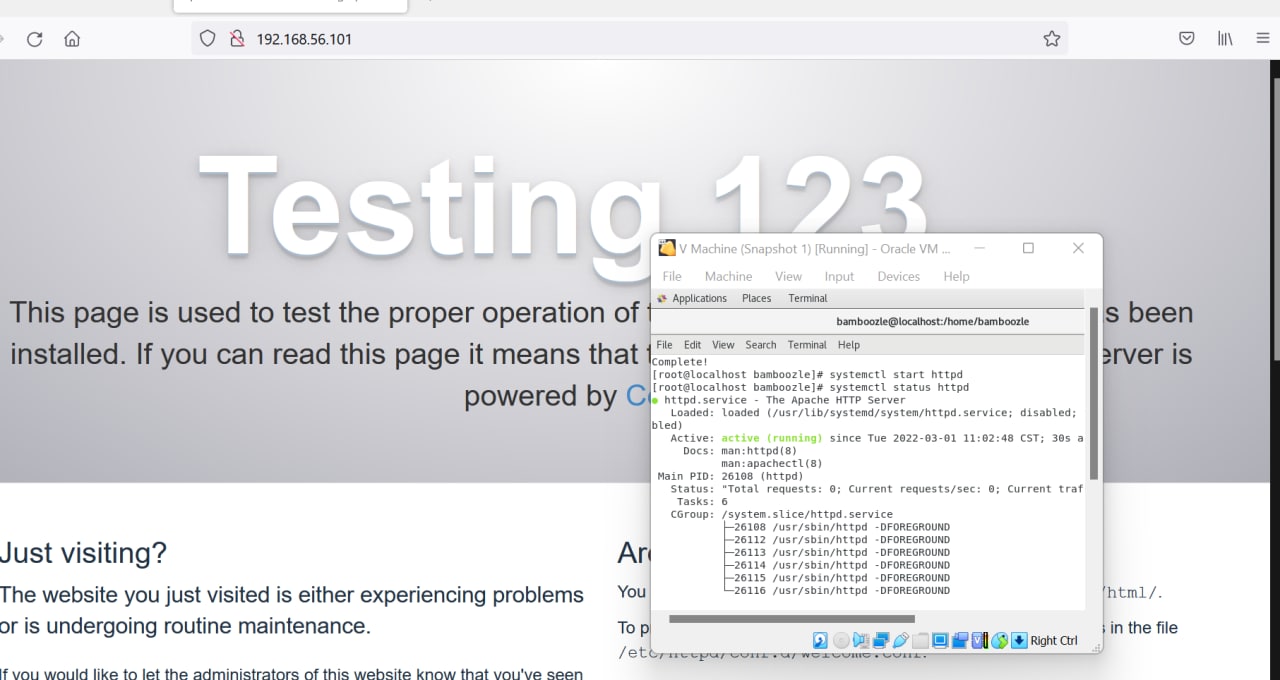 192.168.56.101
Testing 123
This page is used to test the proper operation of
s been
installed. If you can read this page it means that
erver is
powered by
Just visiting?
The website you just visited is either experiencing problems
or is undergoing routine maintenance.
If you would like to let the administrators of this website know that you've seen
You
/html/.
To p
s in the file
/etc/httpd/conf.d/welcome.conf.
V Machine (Snapshot 1) [Running] - Oracle VM ...
File Machine View Input Devices Help
Applications Places Terminal
bamboozle@localhost:/home/bamboozle
File Edit View Search Terminal Help
Complete!
[root@localhost bamboozle]# systemctl start httpd
[root@localhost bamboozle]# systemctl status httpd
● httpd.service - The Apache HTTP Server
Loaded: loaded (/usr/lib/systemd/system/httpd.service; disabled;
bled)
Active: active (running) since Tue 2022-03-01 11:02:48 CST; 30s a
Docs: man:httpd(8)
man:apachectl(8)
Main PID: 26108 (httpd)
Status: "Total requests: 0; Current requests/sec: 0; Current traf
Tasks: 6
CGroup: /system.slice/httpd.service
├─26108 /usr/sbin/httpd -DFOREGROUND
├─26112 /usr/sbin/httpd -DFOREGROUND
├─26113 /usr/sbin/httpd -DFOREGROUND
├─26114 /usr/sbin/httpd -DFOREGROUND
├─26115 /usr/sbin/httpd -DFOREGROUND
└─26116 /usr/sbin/httpd -DFOREGROUND
Right Ctrl